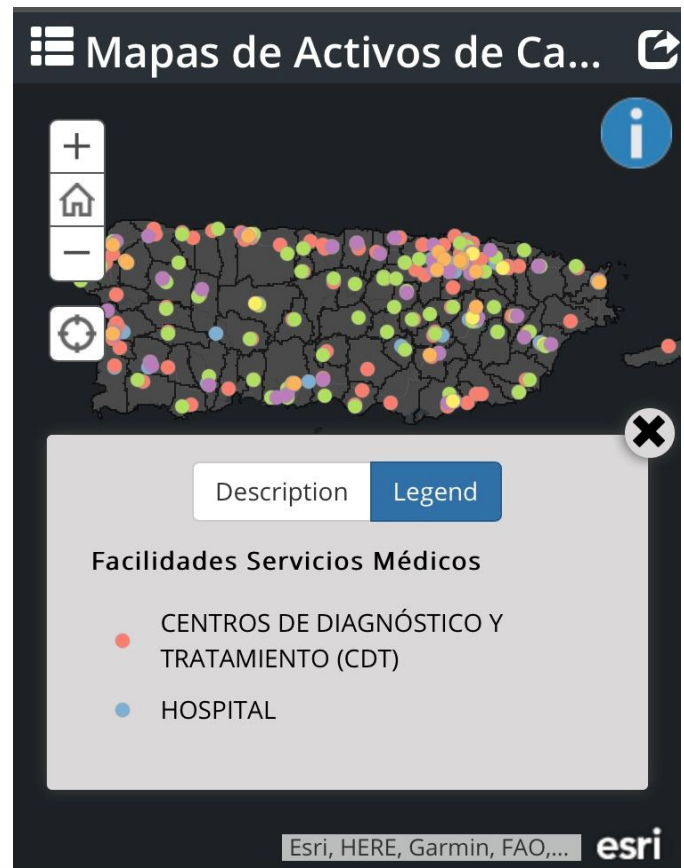 Mapas de Activos de Ca...
Description
Legend
Facilidades Servicios Médicos
CENTROS DE DIAGNÓSTICO Y
TRATAMIENTO (CDT)
HOSPITAL
Esri, HERE, Garmin, FAO,...
esri